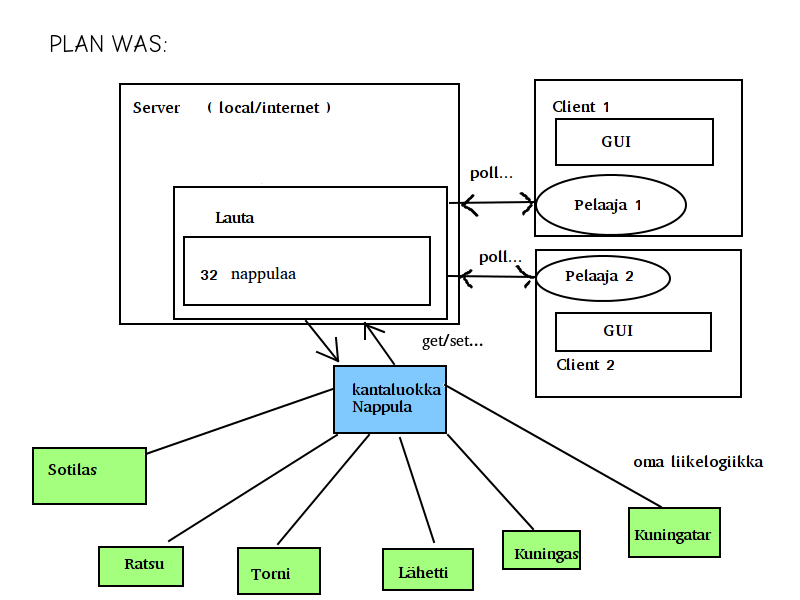 PLAN WAS:
Server ( local/internet )
Client 1
GUI
poll...
Pelaaja 1
Lauta
32 nappulaa
poll...
Pelaaja 2
GUI
Client 2
get/set...
kantaluokka
Nappula
oma liikelogiikka
Sotilas
Ratsu
Torni
Lähetti
Kuningas
Kuningatar